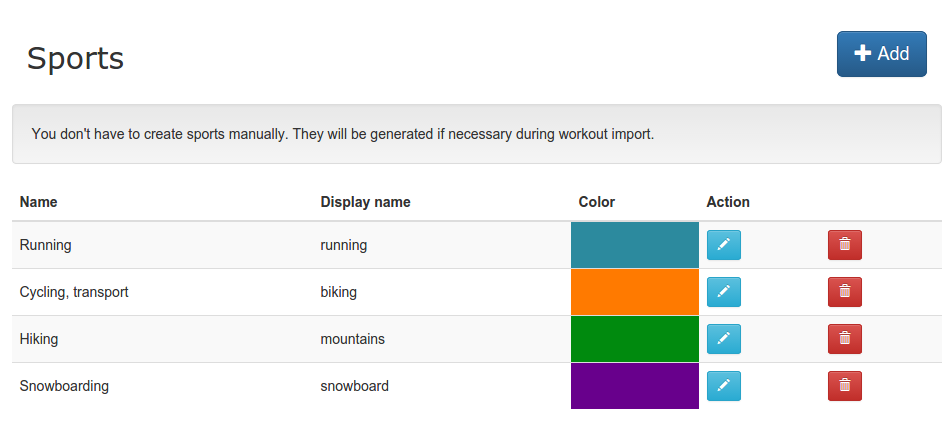 Sports
Add
You don't have to create sports manually. They will be generated if necessary during workout import.
Name Display name Color Action
Running running
Cycling, transport biking
Hiking mountains
Snowboarding snowboard